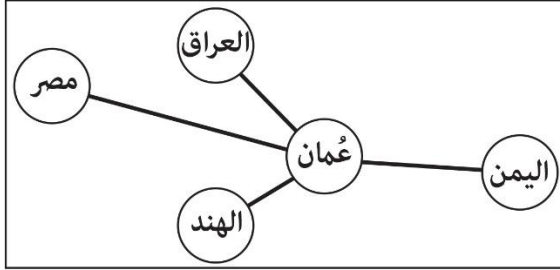 العراق
مصر
عُمان
اليمن
الهند